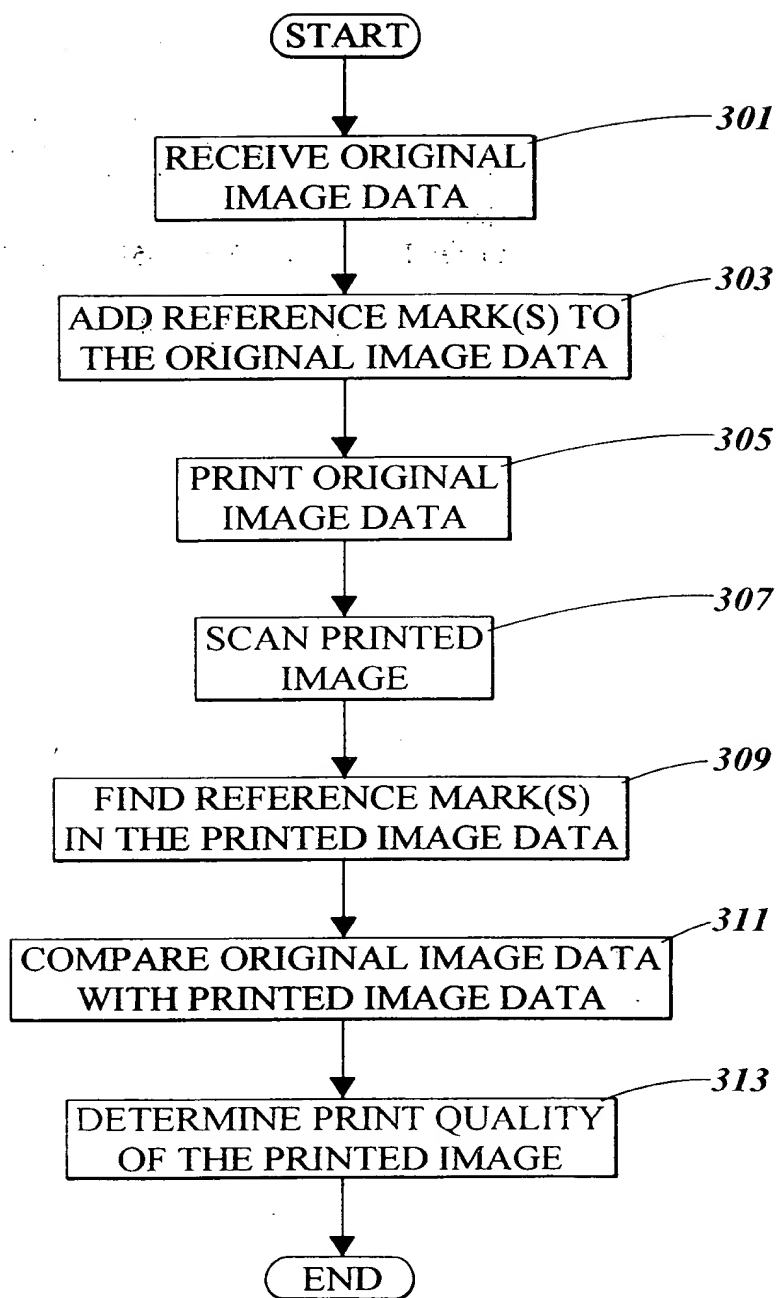 START
301
RECEIVE ORIGINAL
IMAGE DATA
303
ADD REFERENCE MARK(S) TO
THE ORIGINAL IMAGE DATA
305
PRINT ORIGINAL
IMAGE DATA
307
SCAN PRINTED
IMAGE
309
FIND REFERENCE MARK(S)
IN THE PRINTED IMAGE DATA
311
COMPARE ORIGINAL IMAGE DATA
WITH PRINTED IMAGE DATA
313
DETERMINE PRINT QUALITY
OF THE PRINTED IMAGE
END